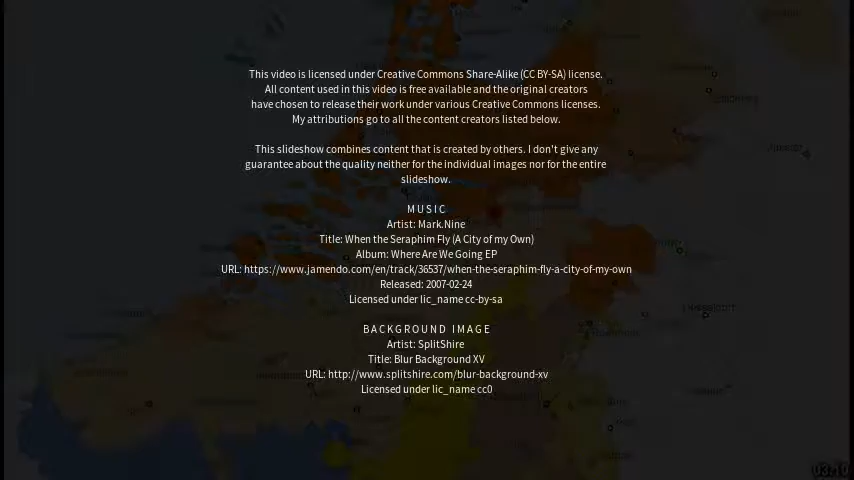 This video is licensed under Creative Commons Share-Alike (CC BY-SA) license.
All content used in this video is free available and the original creators
have chosen to release their work under various Creative Commons licenses.
My attributions go to all the content creators listed below.
This slideshow combines content that is created by others. I don't give any
guarantee about the quality neither for the individual images nor for the entire
slideshow.
MUSIC
Artist: Mark.Nine
Title: When the Seraphim Fly (A City of my Own)
Album: Where Are We Going EP
URL: https://www.jamendo.com/en/track/36537/when-the-seraphim-fly-a-city-of-my-own
Released: 2007-02-24
Licensed under lic_name cc-by-sa
BACKGROUND IMAGE
Artist: SplitShire
Title: Blur Background XV
URL: http://www.splitshire.com/blur-background-xv
Licensed under lic_name cc0
03:10